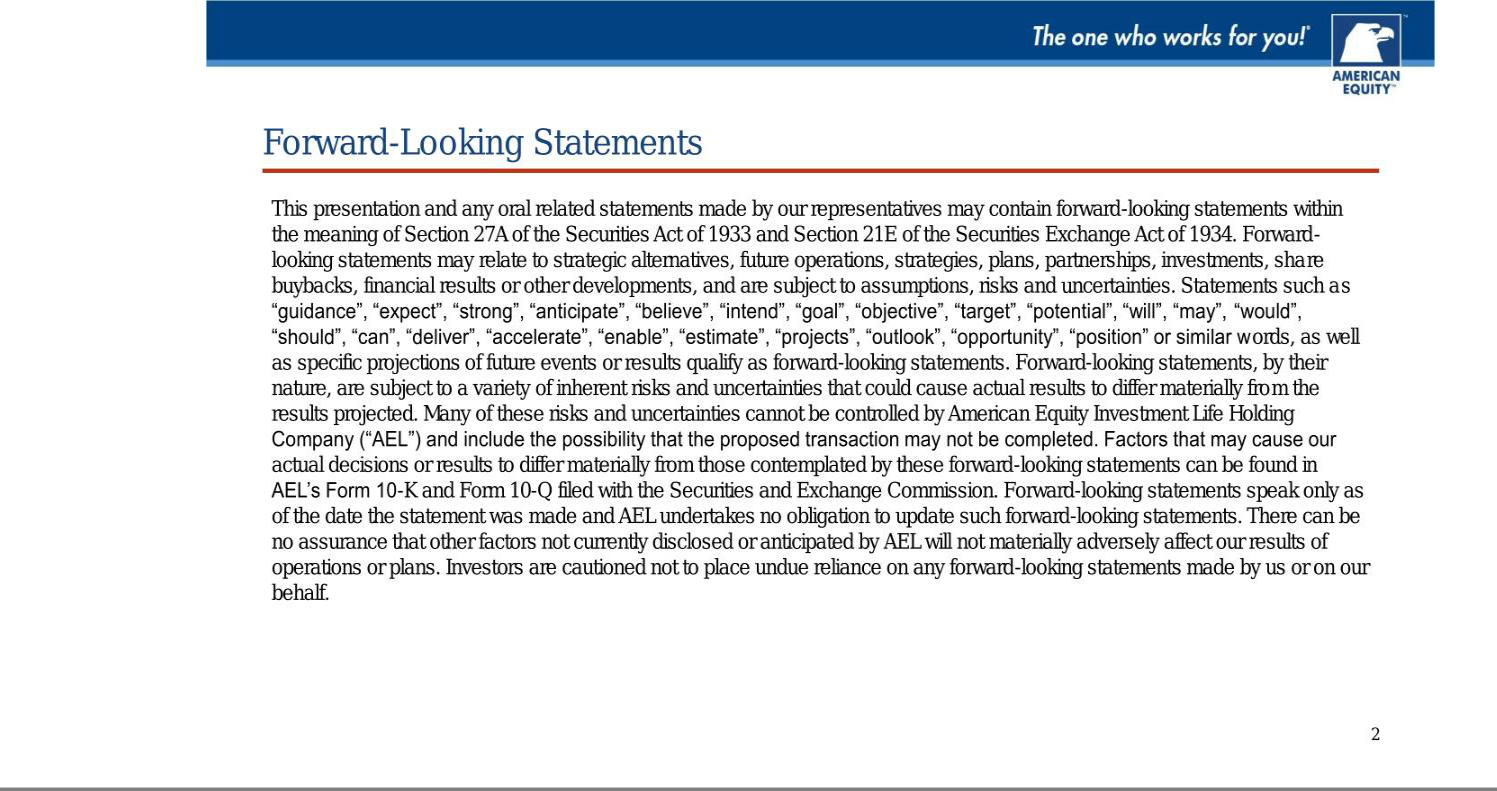 The one who works for you!®
AMERICAN
EQUITY™
Forward-Looking Statements
This presentation and any oral related statements made by our representatives may contain forward-looking statements within
the meaning of Section 27A of the Securities Act of 1933 and Section 21E of the Securities Exchange Act of 1934. Forward-
looking statements may relate to strategic alternatives, future operations, strategies, plans, partnerships, investments, share
buybacks, financial results or other developments, and are subject to assumptions, risks and uncertainties. Statements such as
“guidance”, “expect”, “strong”, “anticipate”, “believe”, “intend”, “goal”, “objective”, “target”, “potential”, “will”, “may”, “would”,
“should”, “can”, “deliver”, “accelerate”, “enable”, “estimate”, “projects”, “outlook”, “opportunity”, “position” or similar words, as well
as specific projections of future events or results qualify as forward-looking statements. Forward-looking statements, by their
nature, are subject to a variety of inherent risks and uncertainties that could cause actual results to differ materially from the
results projected. Many of these risks and uncertainties cannot be controlled by American Equity Investment Life Holding
Company (“AEL”) and include the possibility that the proposed transaction may not be completed. Factors that may cause our
actual decisions or results to differ materially from those contemplated by these forward-looking statements can be found in
AEL’s Form 10-K and Form 10-Q filed with the Securities and Exchange Commission. Forward-looking statements speak only as
of the date the statement was made and AEL undertakes no obligation to update such forward-looking statements. There can be
no assurance that other factors not currently disclosed or anticipated by AEL will not materially adversely affect our results of
operations or plans. Investors are cautioned not to place undue reliance on any forward-looking statements made by us or on our
behalf.
2